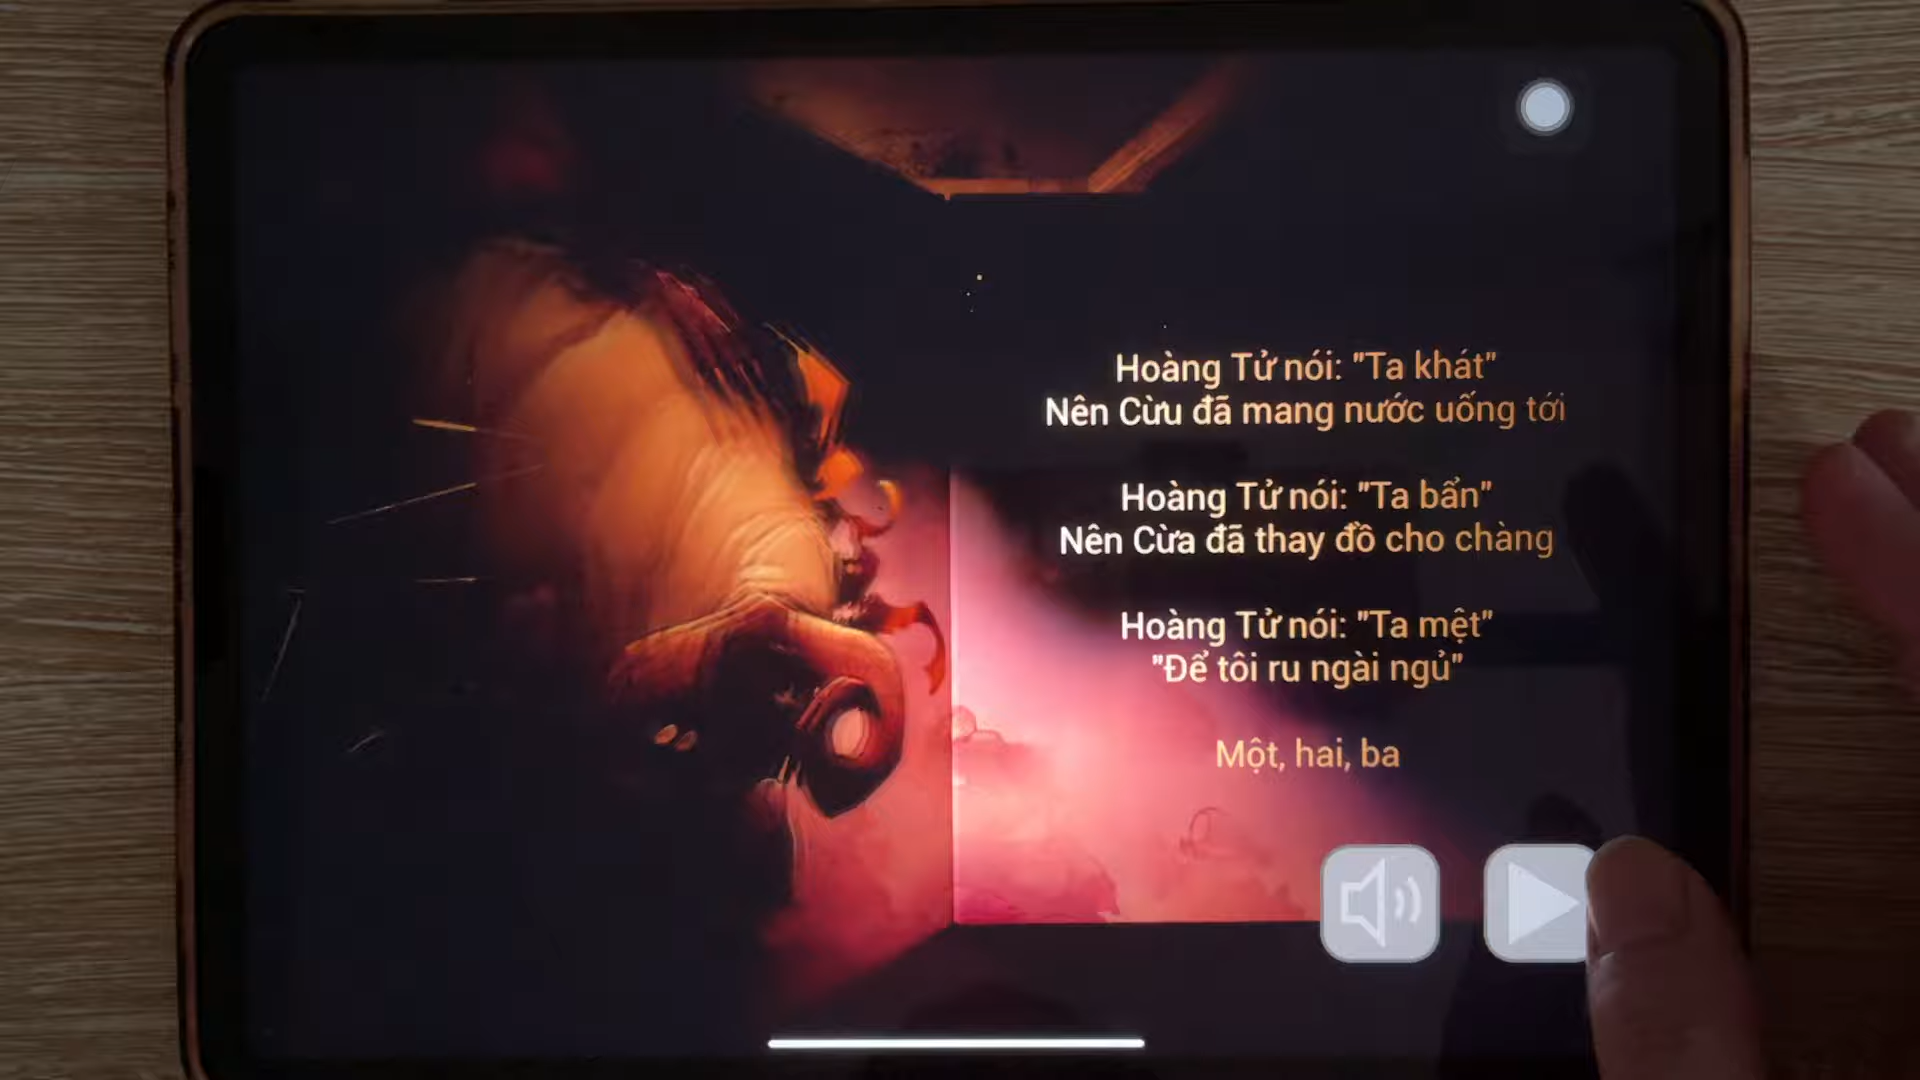 Hoàng Tử nói: "Ta khát"
Nên Cừu đã mang nước uống tới
Hoàng Tử nói: "Ta bẩn"
Nên Cừa đã thay đồ cho chàng
Hoàng Tử nói: "Ta mệt"
"Để tôi ru ngài ngủ"
Một, hai, ba